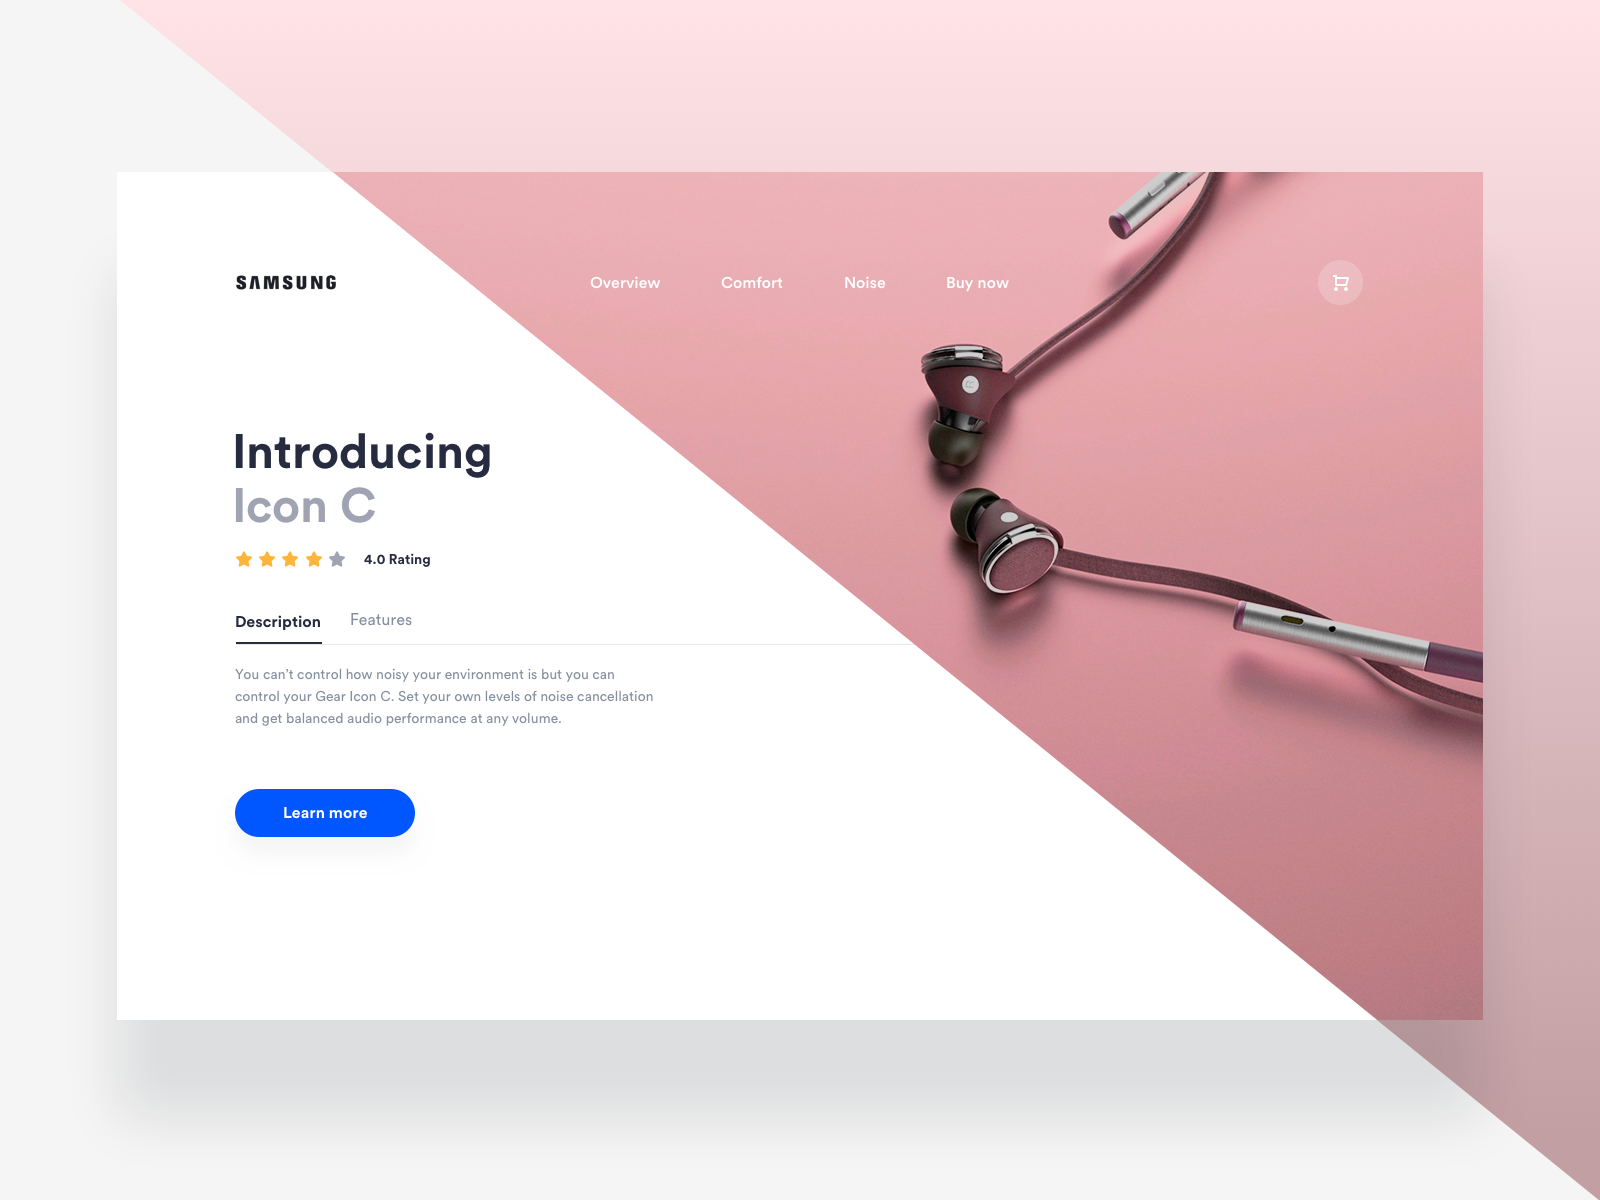 SAMSUNG
Overview
Comfort
Noise
Buy now
Introducing
Icon C
4.0 Rating
Description
Features
You can't control how noisy your environment is but you can
control your Gear Icon C. Set your own levels of noise cancellation
and get balanced audio performance at any volume.
Learn more